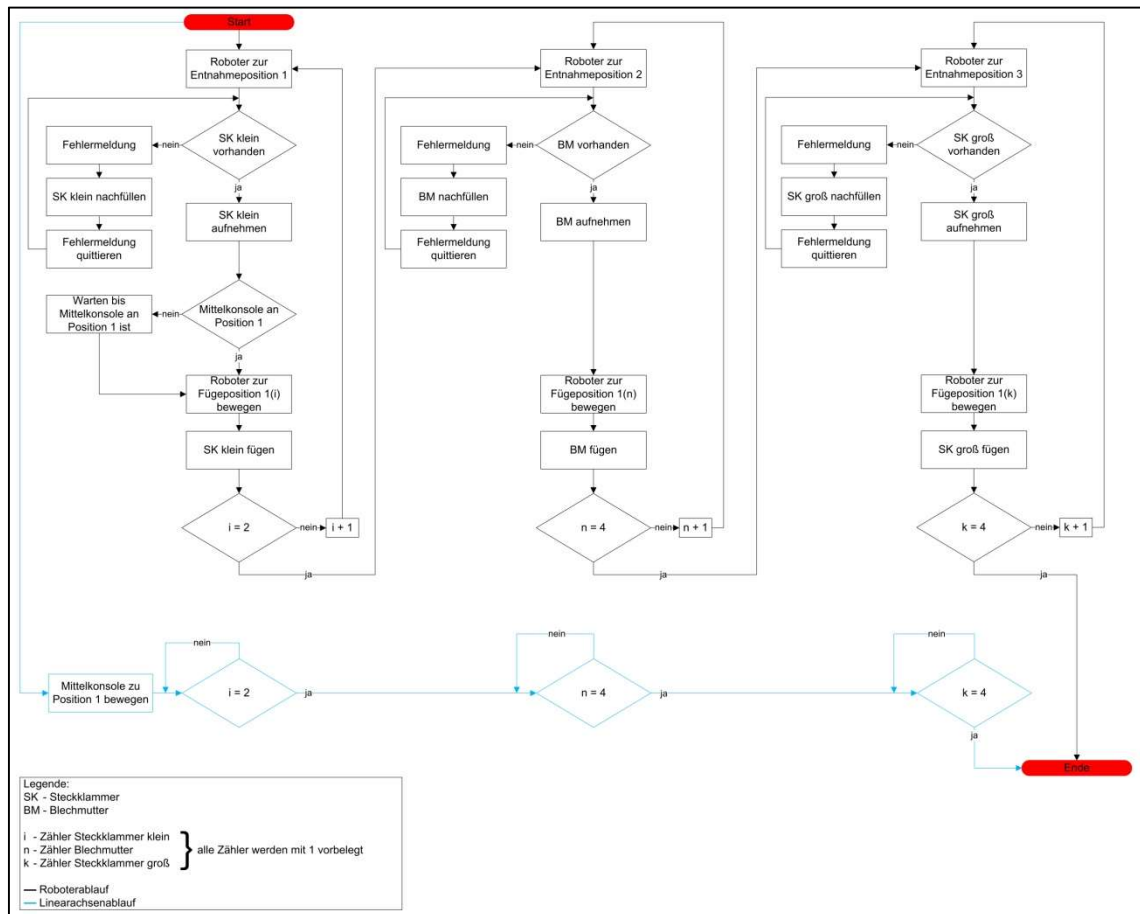 Start
Roboter zur
Entnahmeposition 1
SK klein
vorhanden
nein
Fehlermeldung
SK klein nachfüllen
Fehlermeldung
quittieren
ja
SK klein
aufnehmen
Mittelkonsole an
Position 1
nein
Warten bis
Mittelkonsole an
Position 1 ist
ja
Roboter zur
Fügeposition 1(i)
bewegen
SK klein fügen
i = 2
nein
i + 1
ja
Roboter zur
Entnahmeposition 2
BM vorhanden
nein
Fehlermeldung
BM nachfüllen
Fehlermeldung
quittieren
ja
BM aufnehmen
Roboter zur
Fügeposition 1(n)
bewegen
BM fügen
n = 4
nein
n + 1
ja
Roboter zur
Entnahmeposition 3
SK groß
vorhanden
nein
Fehlermeldung
SK groß nachfüllen
Fehlermeldung
quittieren
ja
SK groß
aufnehmen
Roboter zur
Fügeposition 1(k)
bewegen
SK groß fügen
k = 4
nein
k + 1
ja
Mittelkonsole zu
Position 1 bewegen
nein
i = 2
ja
nein
n = 4
ja
nein
k = 4
ja
Ende
Legende:
SK - Steckklammer
BM - Blechmutter
i - Zähler Steckklammer klein
n - Zähler Blechmutter
k - Zähler Steckklammer groß
} alle Zähler werden mit 1 vorbelegt
Roboterablauf
Linearachsenablauf